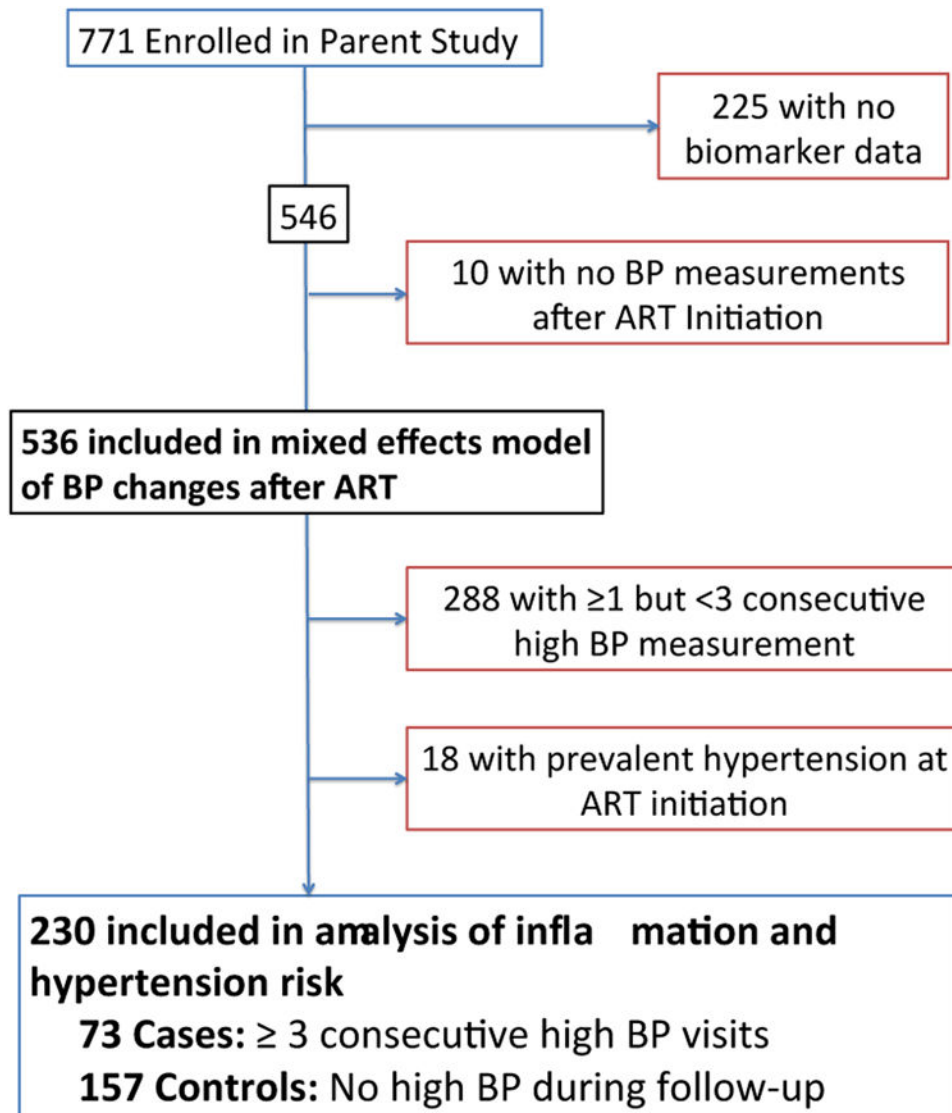 771 Enrolled in Parent Study
225 with no
biomarker data
546
10 with no BP measurements
after ART Initiation
536 included in mixed effects model
of BP changes after ART
288 with ≥1 but <3 consecutive
high BP measurement
18 with prevalent hypertension at
ART initiation
230 included in analysis of infla mation and
hypertension risk
73 Cases: ≥ 3 consecutive high BP visits
157 Controls: No high BP during follow-up